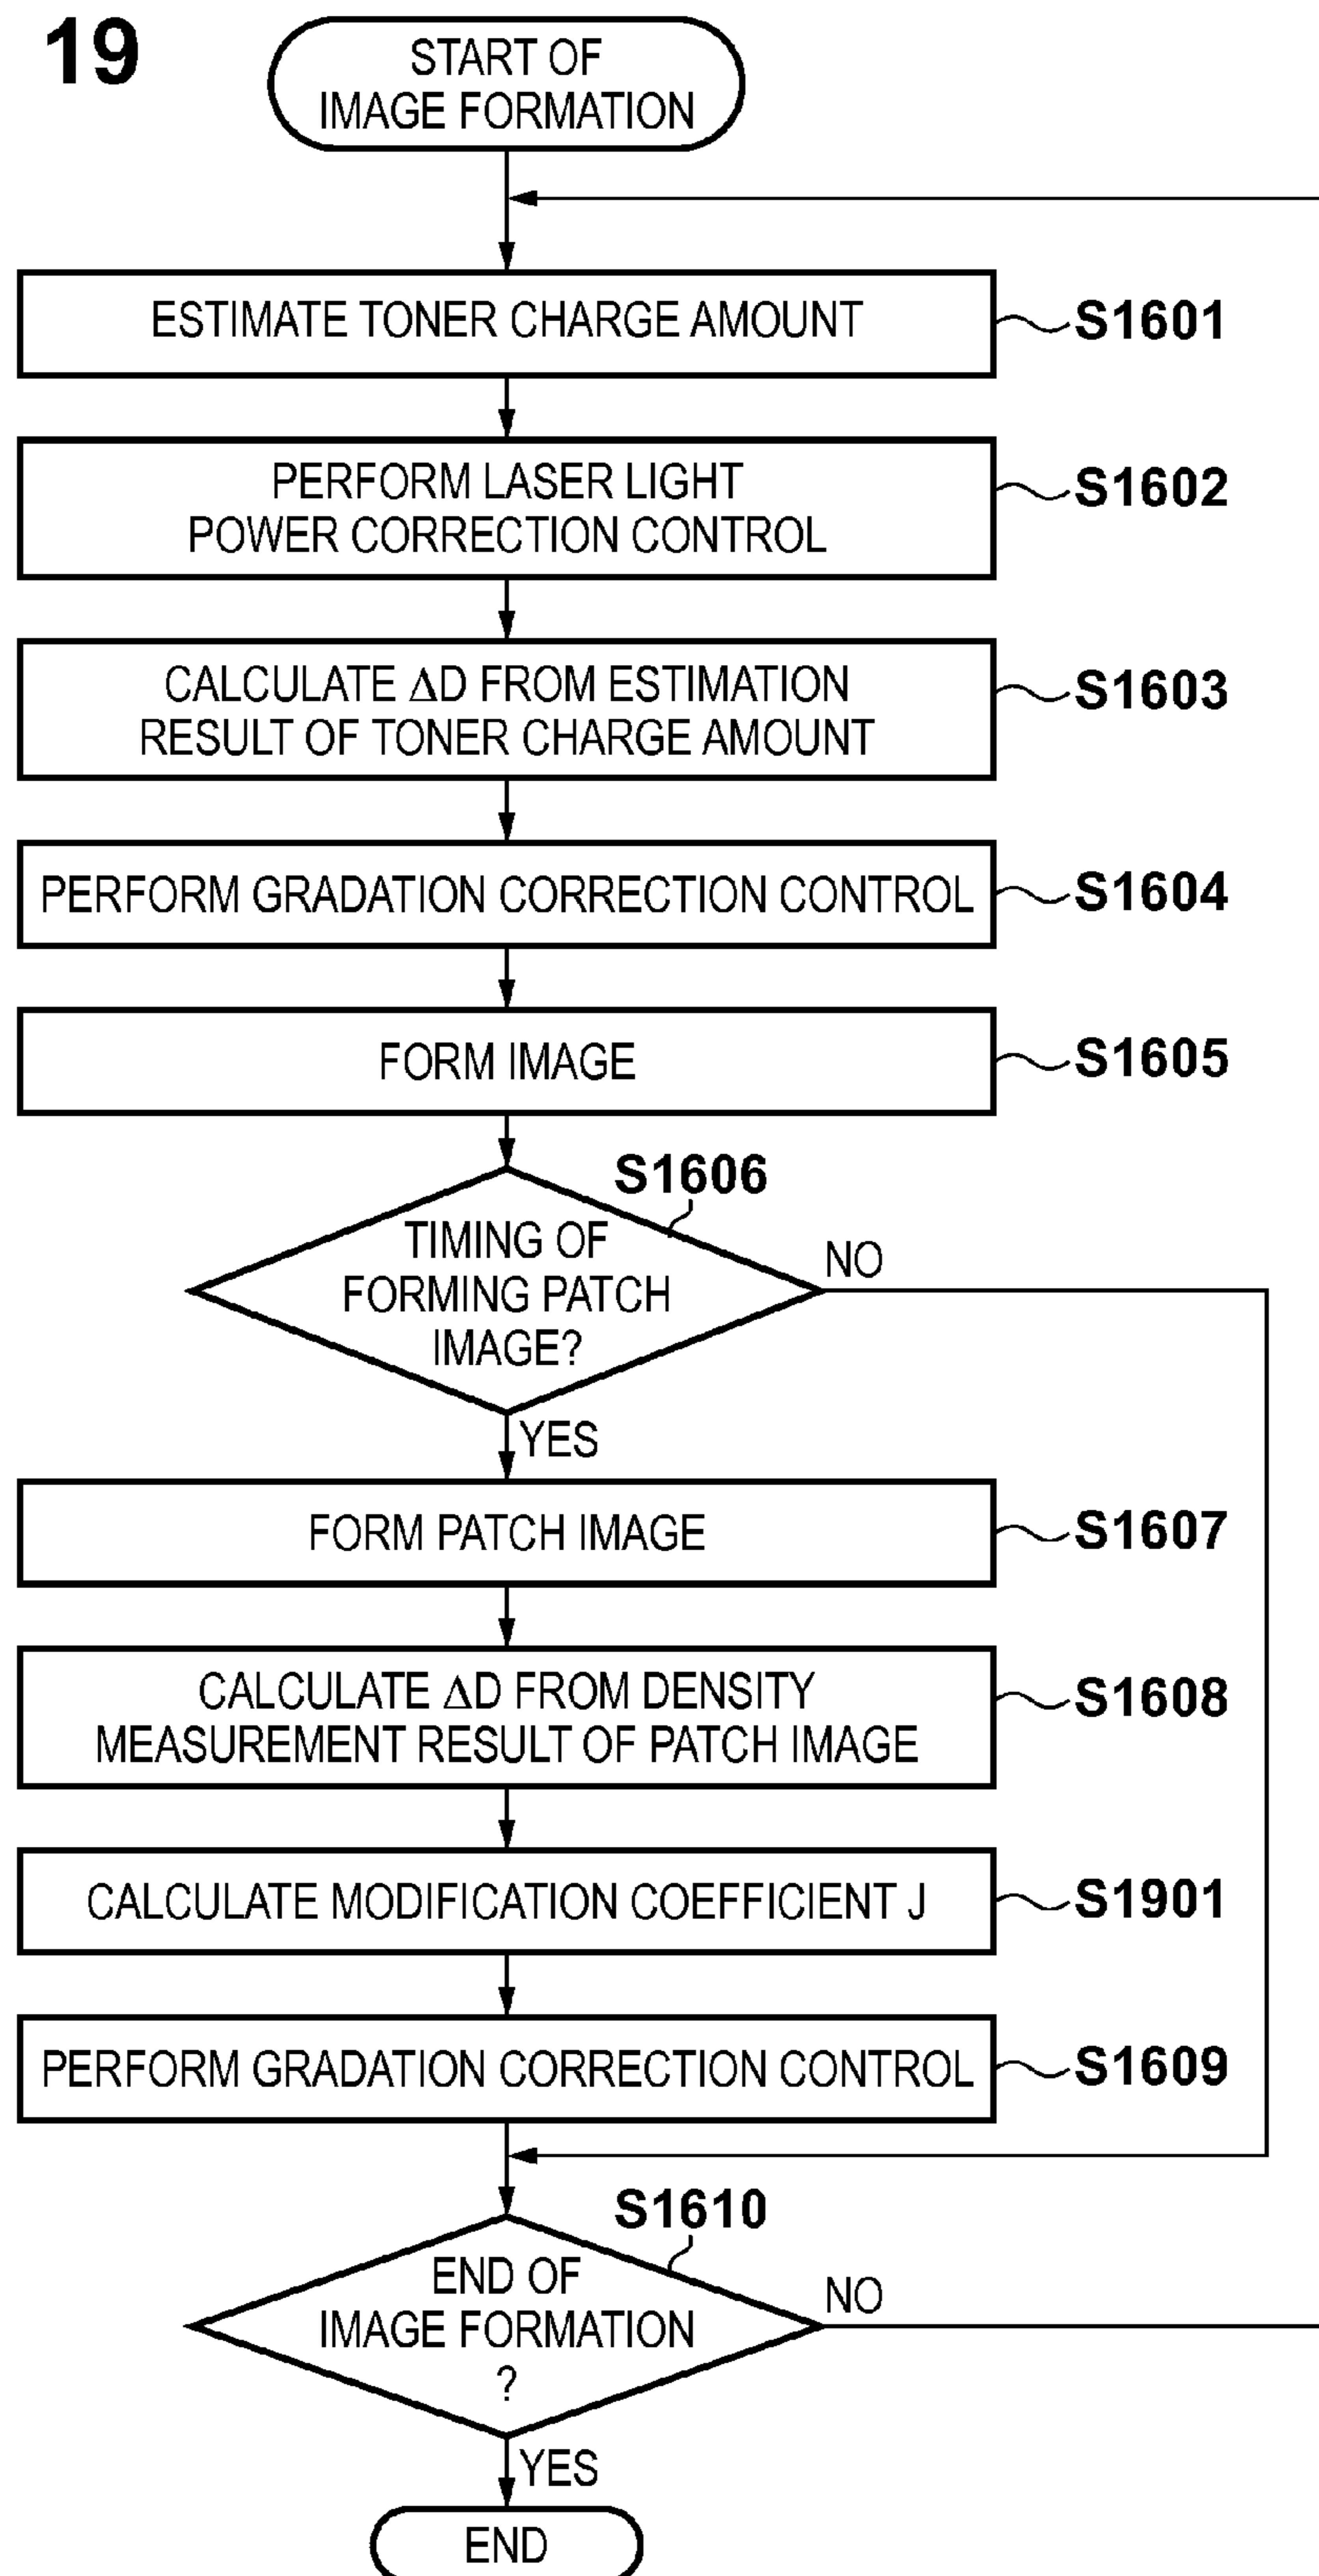 19
START OF
IMAGE FORMATION
ESTIMATE TONER CHARGE AMOUNT
S1601
PERFORM LASER LIGHT
POWER CORRECTION CONTROL
S1602
CALCULATE ΔD FROM ESTIMATION
RESULT OF TONER CHARGE AMOUNT
S1603
PERFORM GRADATION CORRECTION CONTROL
S1604
FORM IMAGE
S1605
S1606
TIMING OF
FORMING PATCH
IMAGE?
NO
YES
FORM PATCH IMAGE
S1607
CALCULATE ΔD FROM DENSITY
MEASUREMENT RESULT OF PATCH IMAGE
S1608
CALCULATE MODIFICATION COEFFICIENT J
S1901
PERFORM GRADATION CORRECTION CONTROL
S1609
S1610
END OF
IMAGE FORMATION
?
NO
YES
END